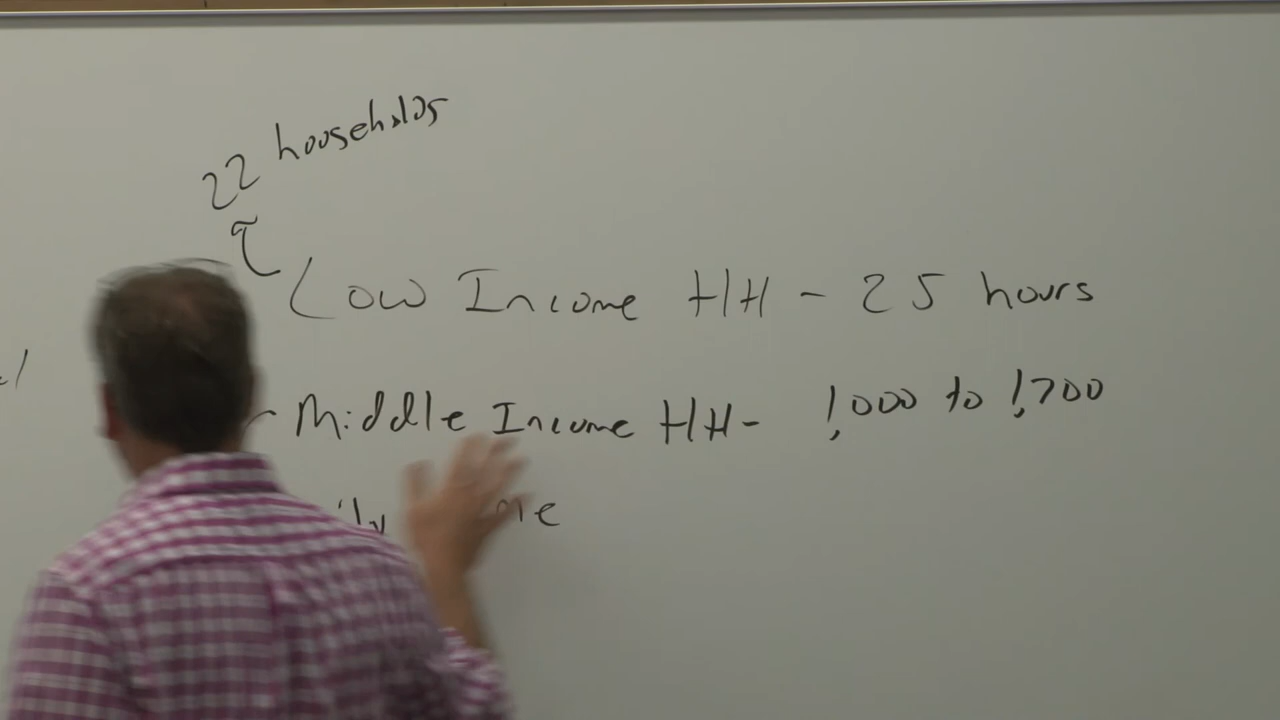 22 households
Low Income HH - 25 hours
Middle Income HH - 1,000 to 1,700